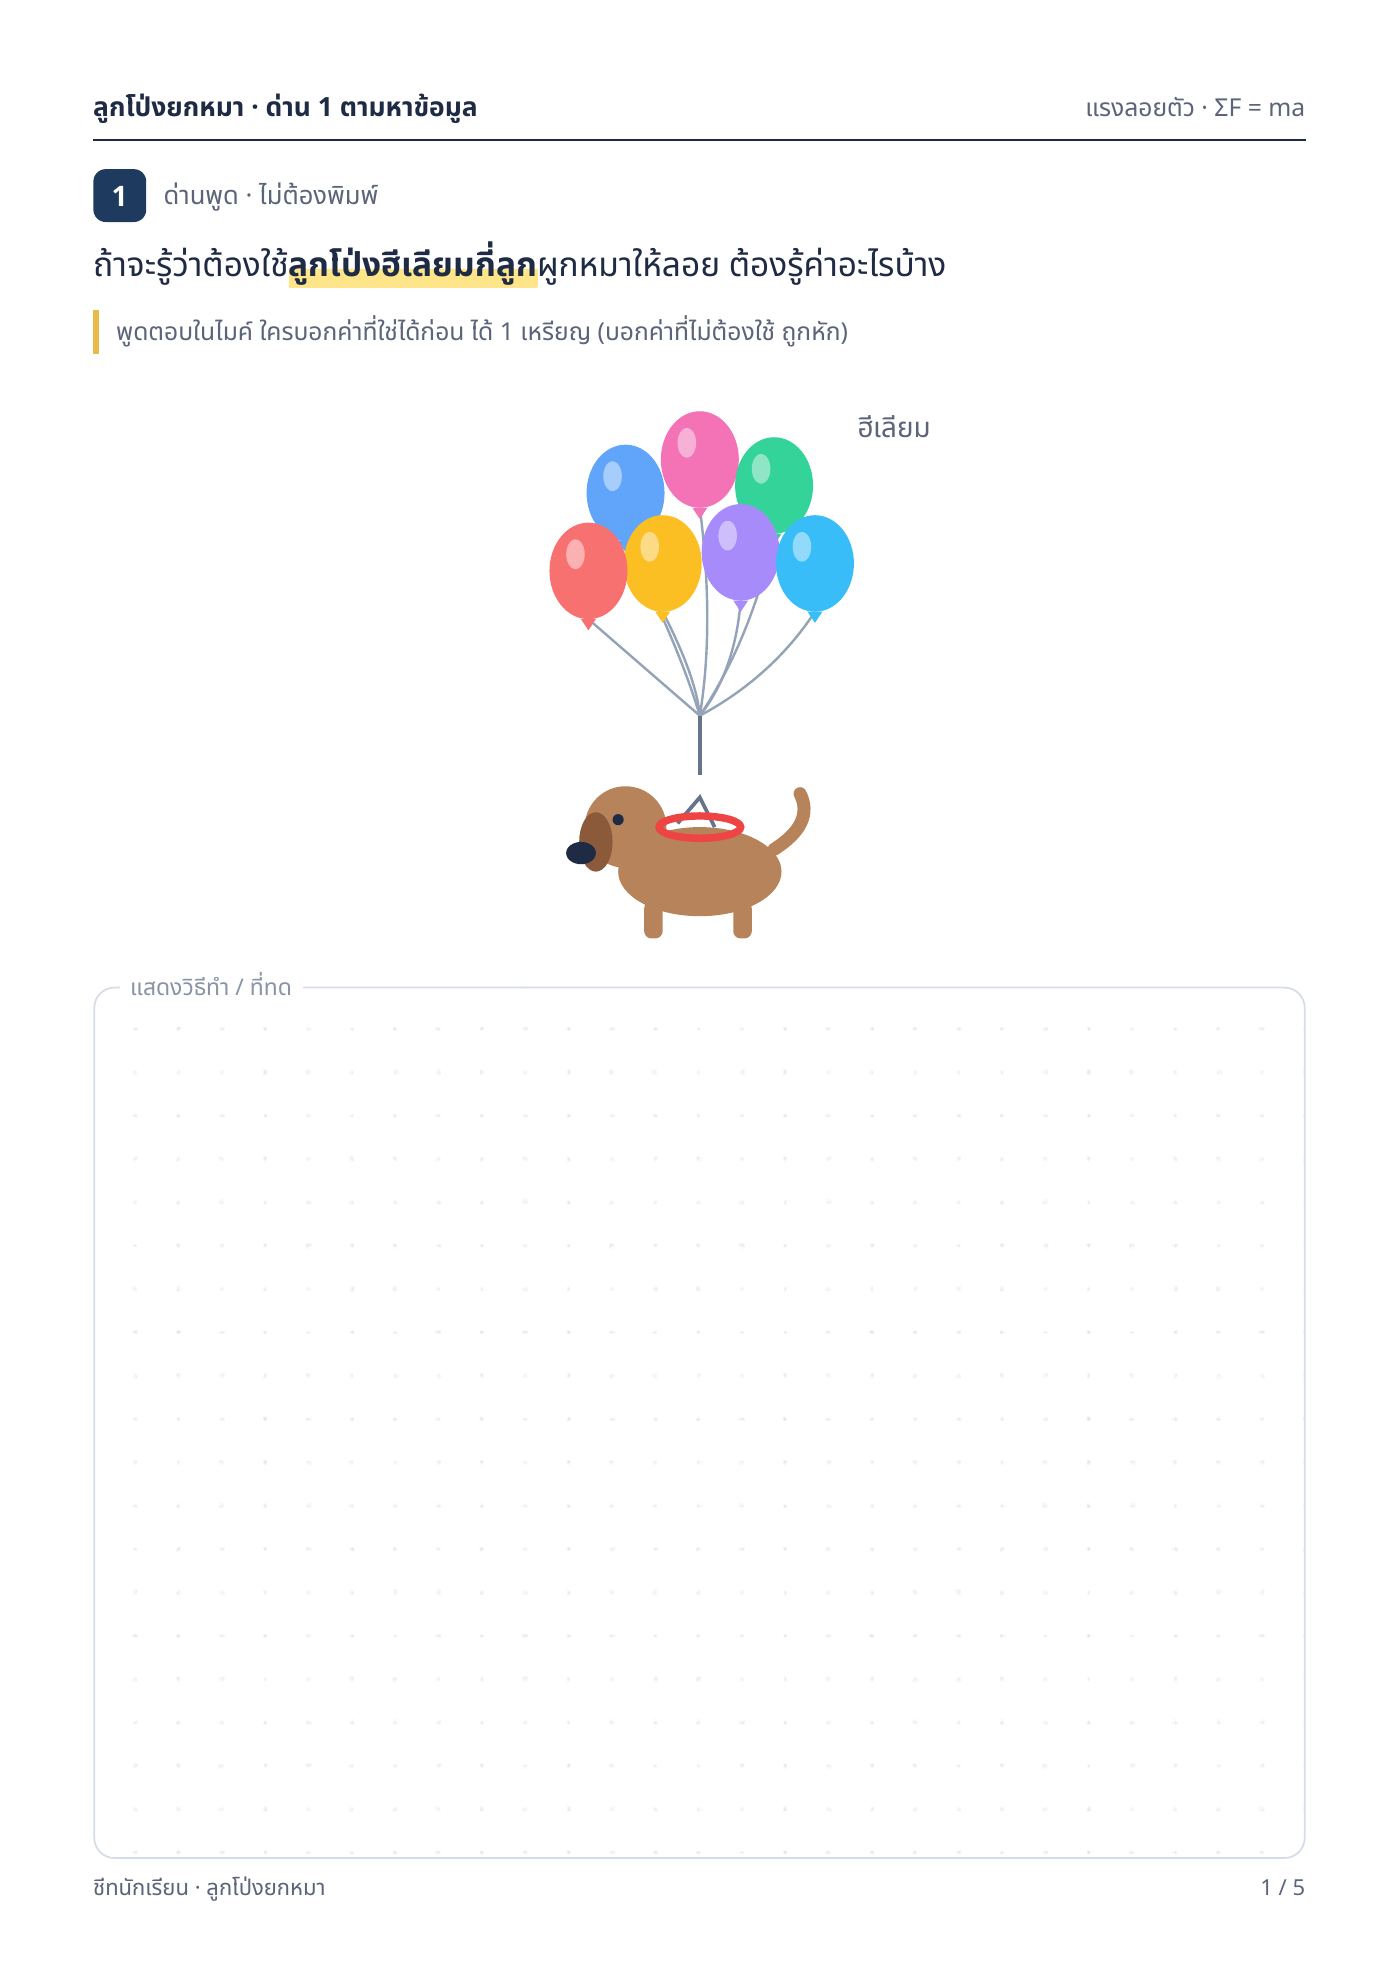 ลูกโป่งยกหมา · ด่าน 1 ตามหาข้อมูล
แรงลอยตัว · ΣF = ma
1
ด่านพูด · ไม่ต้องพิมพ์
ถ้าจะรู้ว่าต้องใช้ลูกโป่งฮีเลียมกี่ลูกผูกหมาให้ลอย ต้องรู้ค่าอะไรบ้าง
พูดตอบในไมค์ ใครบอกค่าที่ใช่ได้ก่อน ได้ 1 เหรียญ (บอกค่าที่ไม่ต้องใช้ ถูกหัก)
ฮีเลียม
แสดงวิธีทำ / ที่ทด
ชีทนักเรียน · ลูกโป่งยกหมา
1 / 5